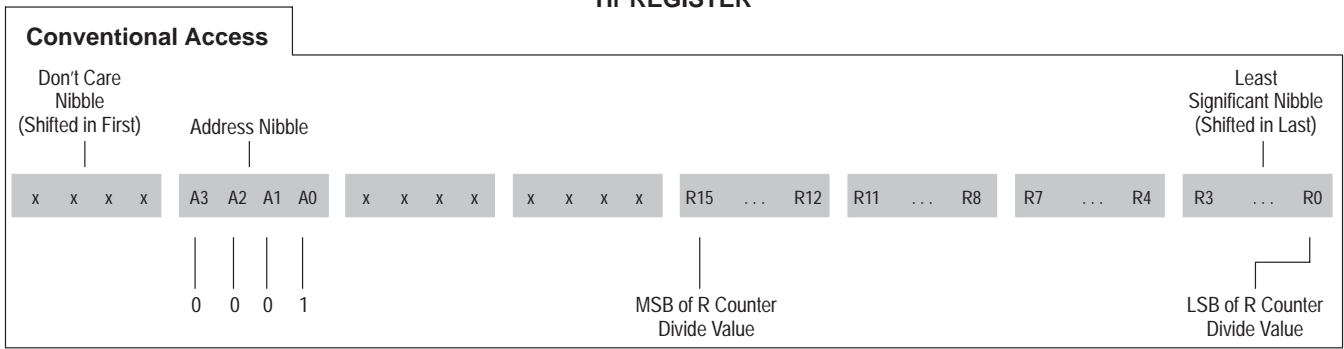 Hr REGISTER
Conventional Access
Don't Care
Nibble
(Shifted in First)
Address Nibble
Least
Significant Nibble
(Shifted in Last)
x x x x A3 A2 A1 A0 x x x x x x x x R15 ... R12 R11 ... R8 R7 ... R4 R3 ... R0
0 0 0 1
MSB of R Counter
Divide Value
LSB of R Counter
Divide Value